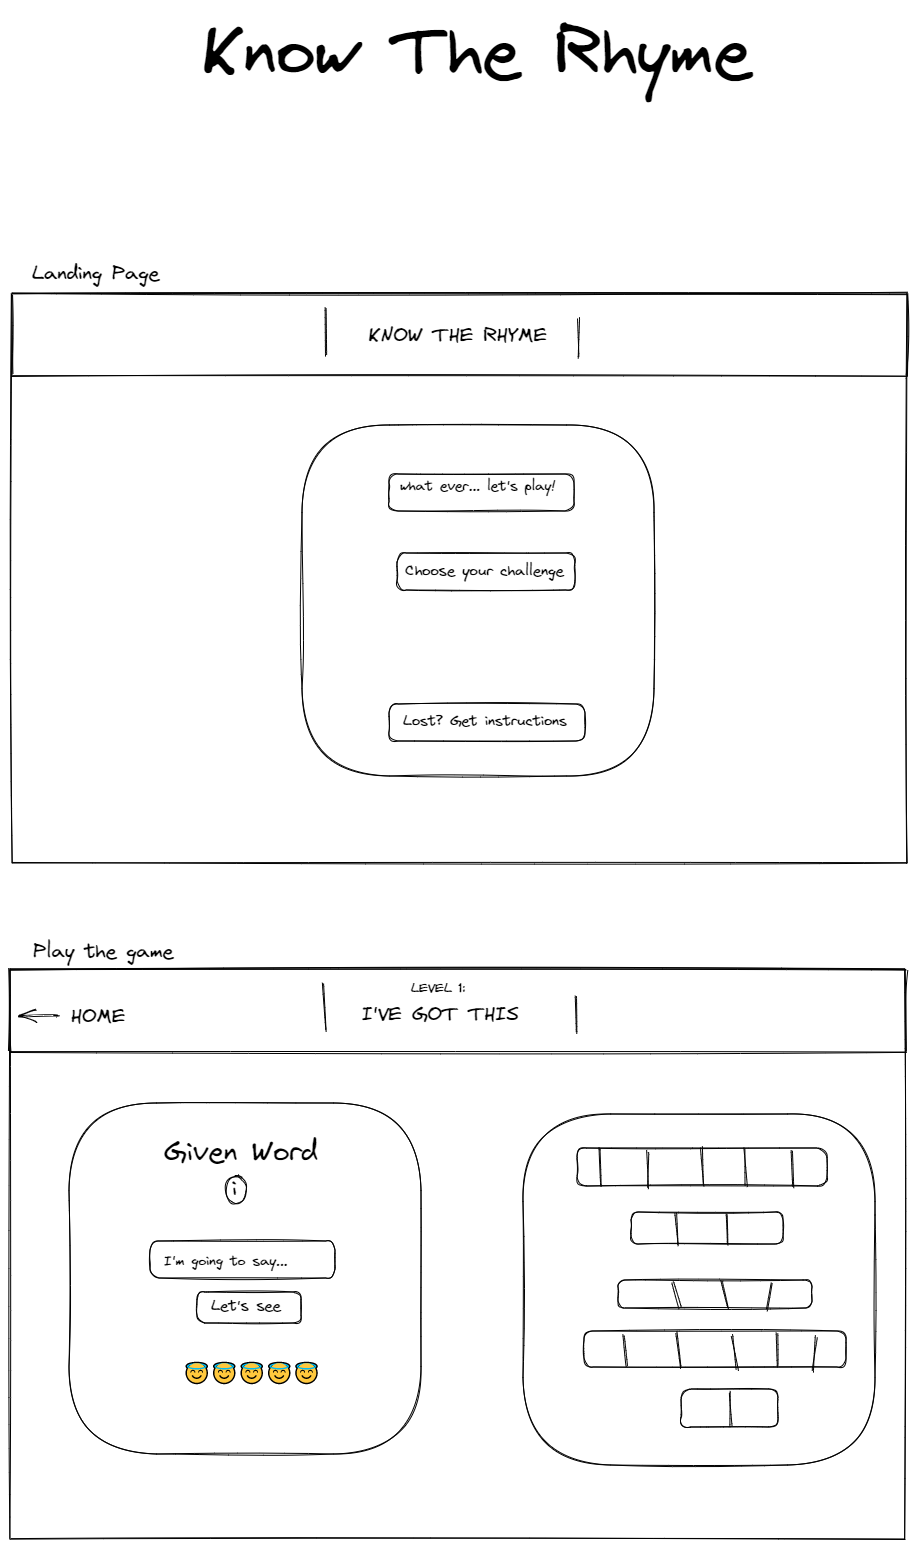 Know The Rhyme
Landing Page
KNOW THE RHYME
what ever... let's play!
Choose your challenge
Lost? Get instructions
Play the game
LEVEL 1:
HOME
I'VE GOT THIS
Given Word
i
I'm going to say...
Let's see